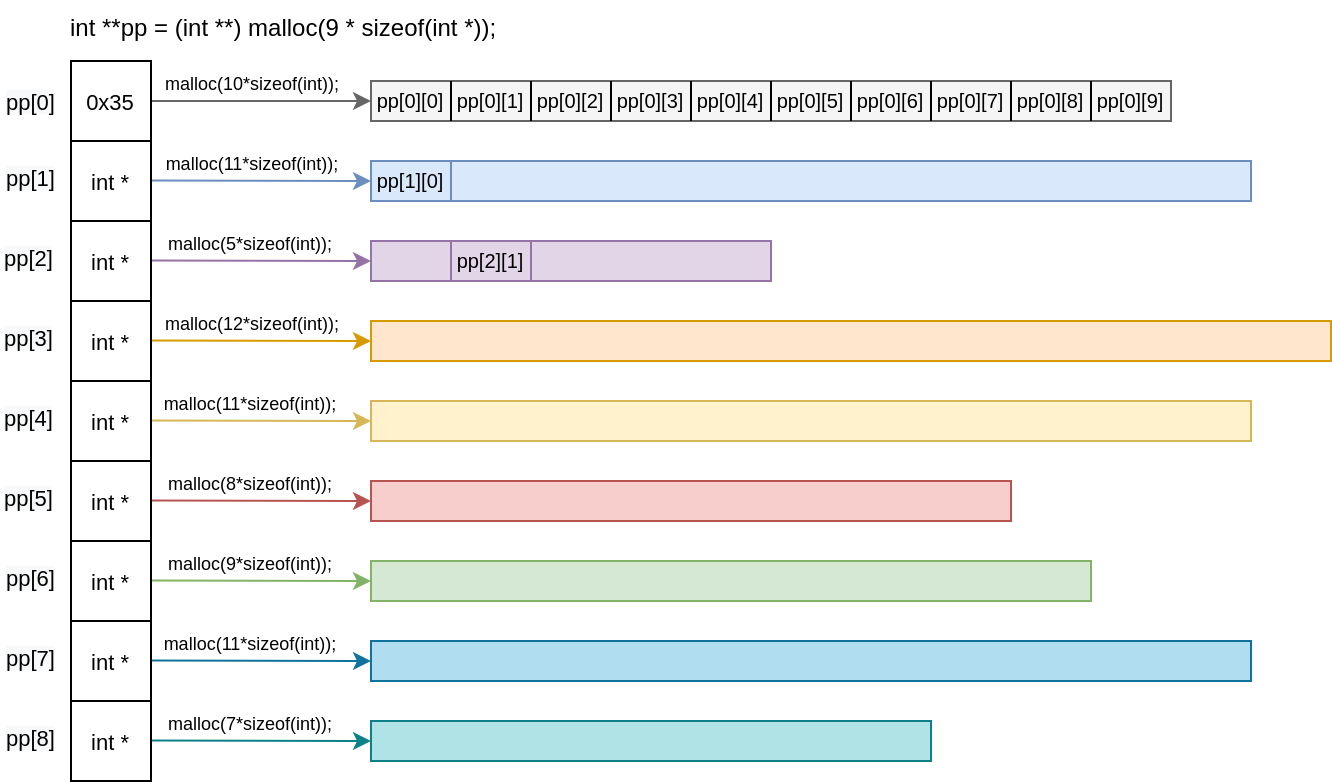 int **pp = (int **) malloc(9 * sizeof(int *));
pp[0] 0x35 malloc(10*sizeof(int)); pp[0][0] pp[0][1] pp[0][2] pp[0][3] pp[0][4] pp[0][5] pp[0][6] pp[0][7] pp[0][8] pp[0][9]
pp[1] int * malloc(11*sizeof(int)); pp[1][0]
pp[2] int * malloc(5*sizeof(int)); pp[2][1]
pp[3] int * malloc(12*sizeof(int));
pp[4] int * malloc(11*sizeof(int));
pp[5] int * malloc(8*sizeof(int));
pp[6] int * malloc(9*sizeof(int));
pp[7] int * malloc(11*sizeof(int));
pp[8] int * malloc(7*sizeof(int));